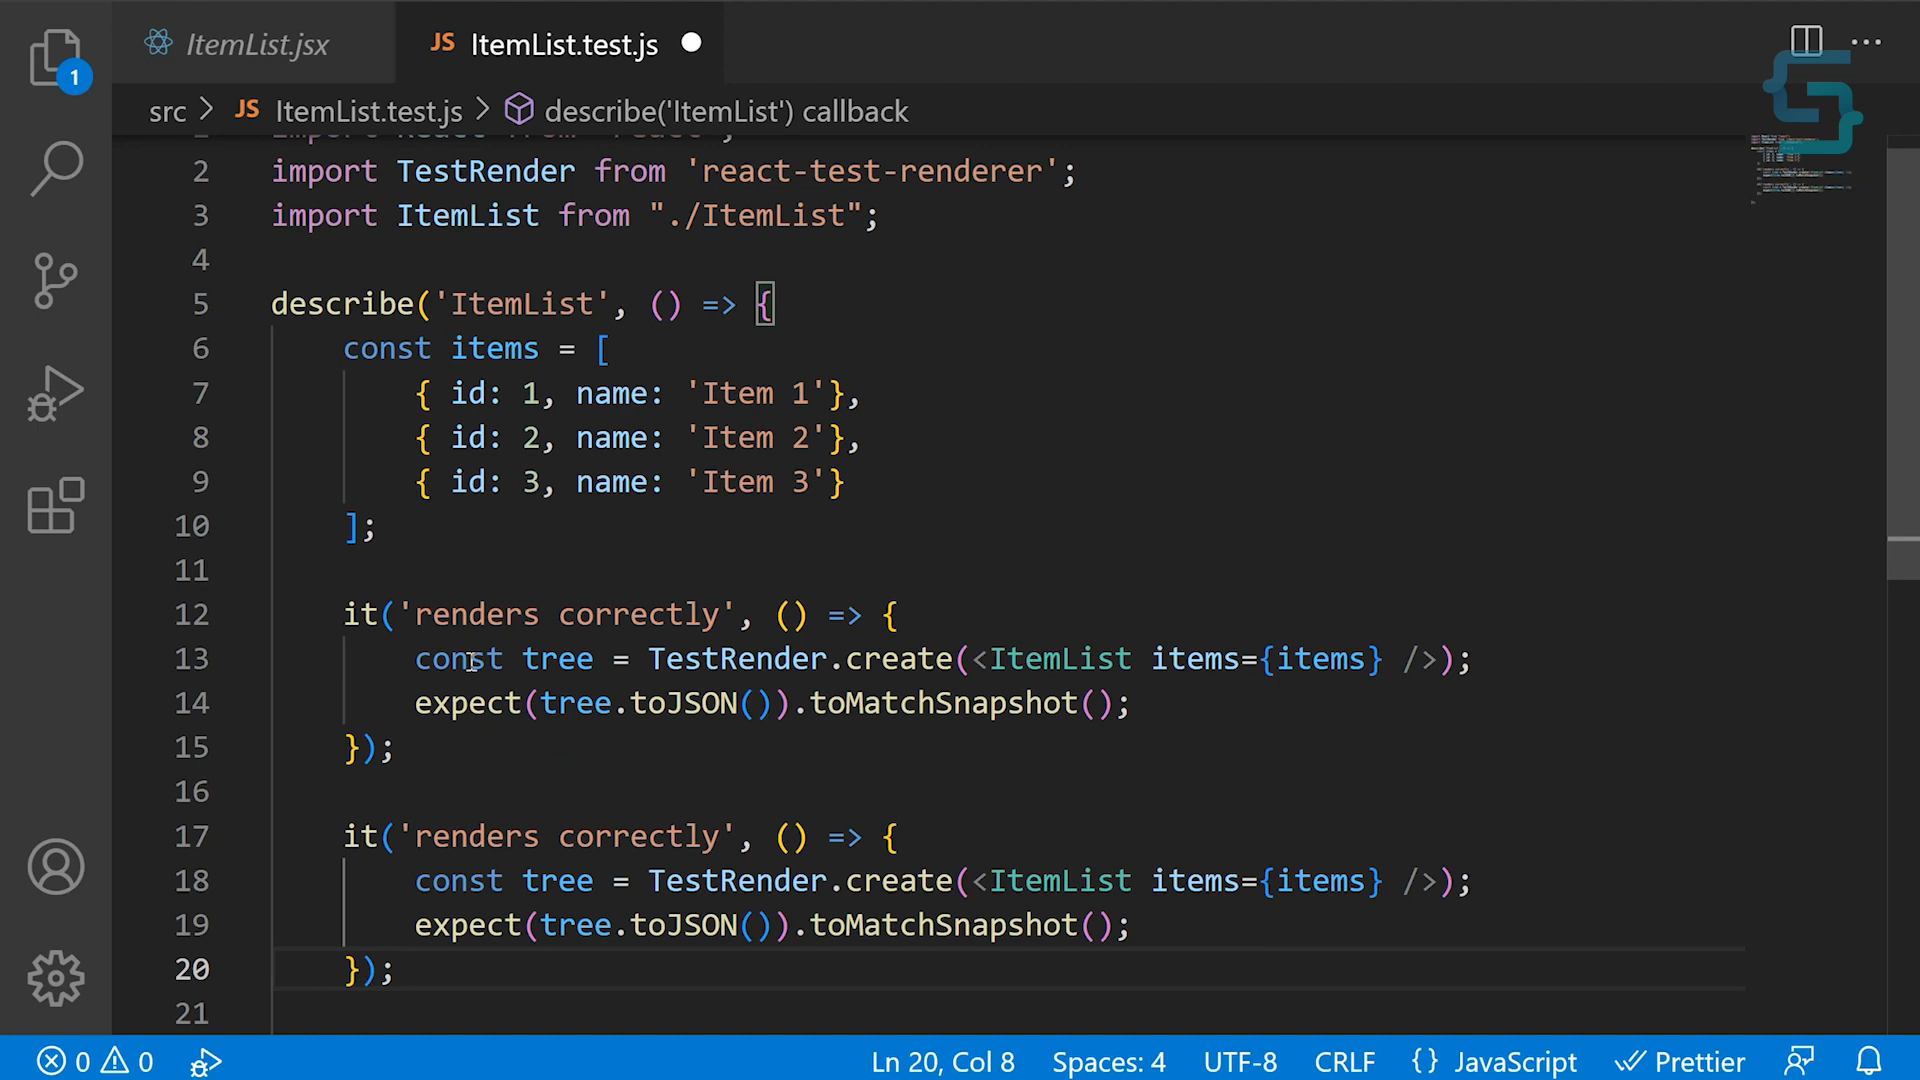 1
ItemList.jsx
JS ItemList.test.js
src > JS ItemList.test.js > describe('ItemList') callback
import React from 'react';
2 import TestRender from 'react-test-renderer';
3 import ItemList from "./ItemList";
4
5 describe('ItemList', () => {
6 const items = [
7 { id: 1, name: 'Item 1'},
8 { id: 2, name: 'Item 2'},
9 { id: 3, name: 'Item 3'}
10 ];
11
12 it('renders correctly', () => {
13 const tree = TestRender.create(<ItemList items={items} />);
14 expect(tree.toJSON()).toMatchSnapshot();
15 });
16
17 it('renders correctly', () => {
18 const tree = TestRender.create(<ItemList items={items} />);
19 expect(tree.toJSON()).toMatchSnapshot();
20 });
21
0 0 Ln 20, Col 8 Spaces: 4 UTF-8 CRLF {} JavaScript Prettier